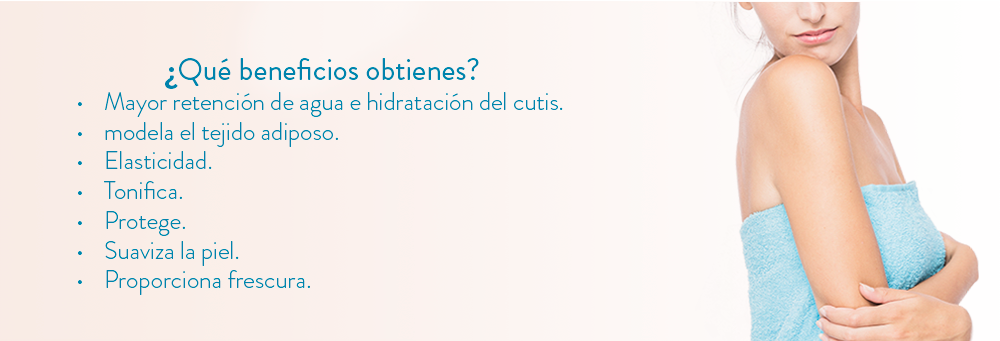 ¿Qué beneficios obtienes?
• Mayor retención de agua e hidratación del cutis.
• modela el tejido adiposo.
• Elasticidad.
• Tonifica.
• Protege.
• Suaviza la piel.
• Proporciona frescura.